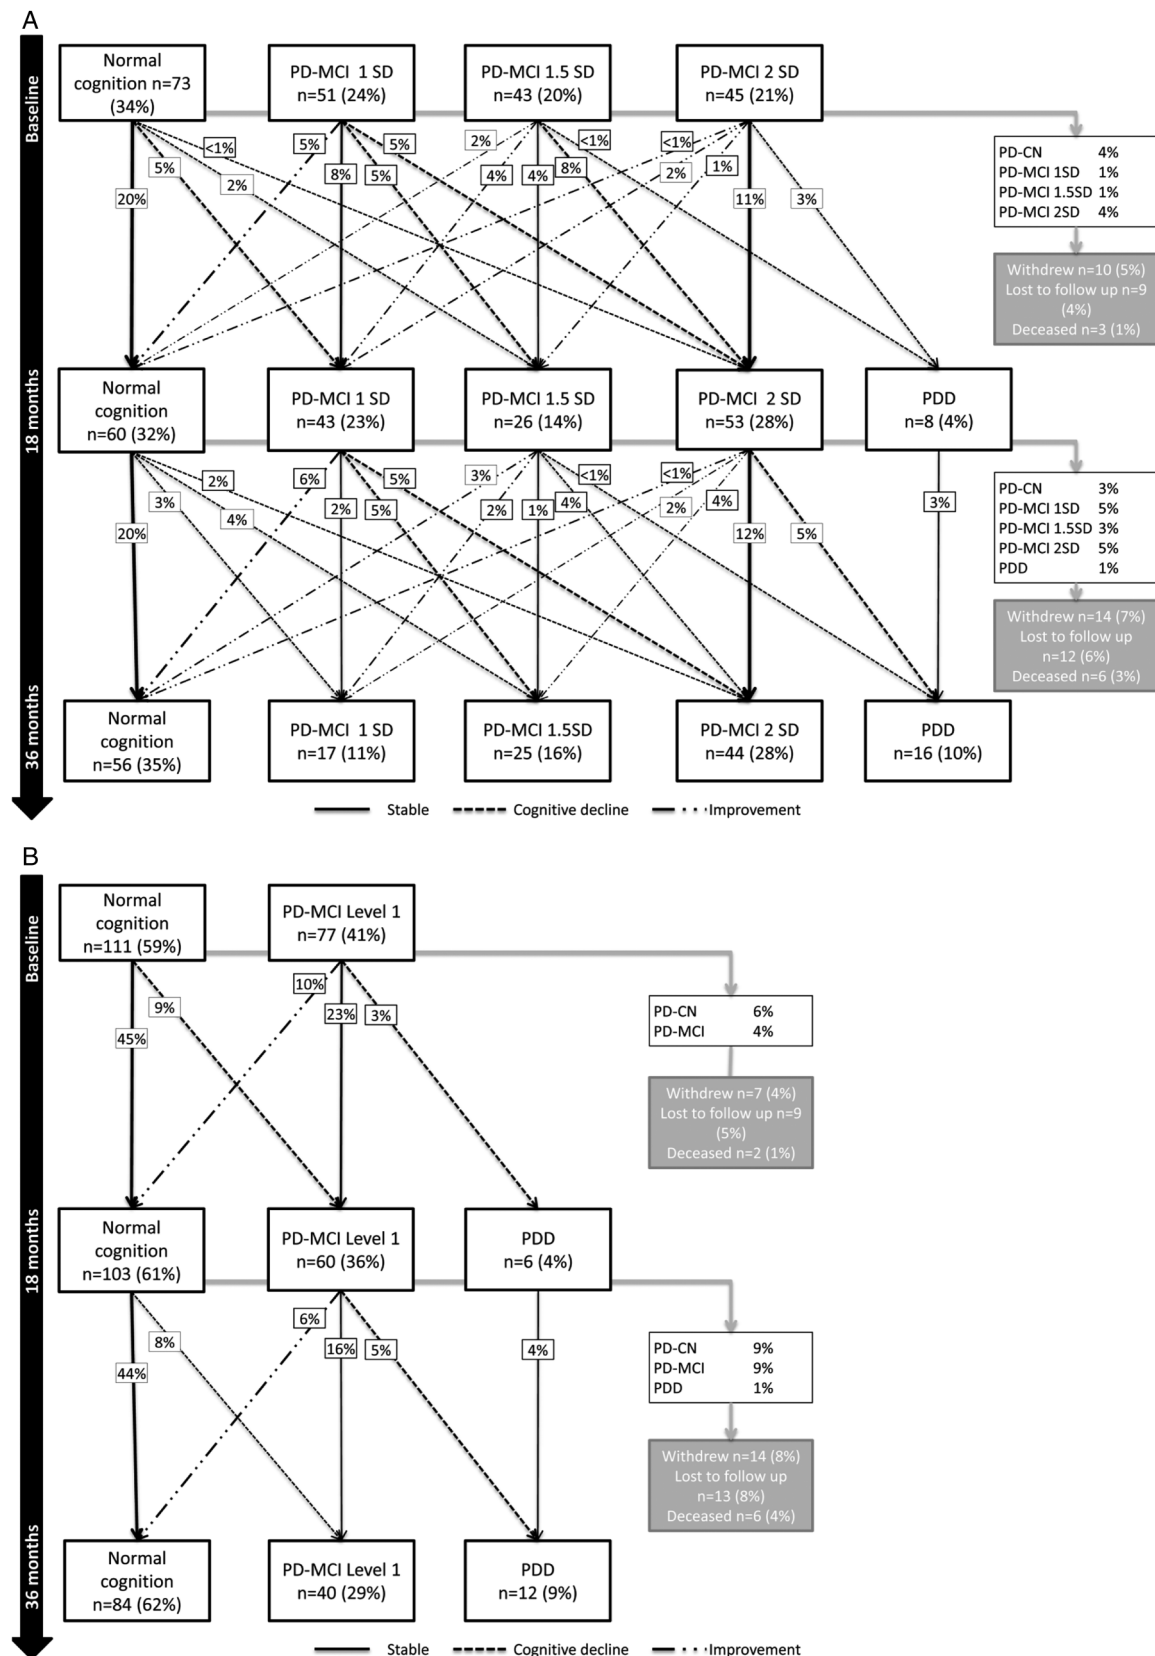 A
Baseline
Normal
cognition n=73
(34%)
PD-MCI 1 SD
n=51 (24%)
PD-MCI 1.5 SD
n=43 (20%)
PD-MCI 2 SD
n=45 (21%)
<1%
5%
2%
20%
5%
8%
5%
5%
2%
4%
4%
<1%
8%
<1%
2%
1%
11%
3%
PD-CN 4%
PD-MCI 1SD 1%
PD-MCI 1.5SD 1%
PD-MCI 2SD 4%
Withdrew n=10 (5%)
Lost to follow up n=9
(4%)
Deceased n=3 (1%)
18 months
Normal
cognition
n=60 (32%)
PD-MCI 1 SD
n=43 (23%)
PD-MCI 1.5 SD
n=26 (14%)
PD-MCI 2 SD
n=53 (28%)
PDD
n=8 (4%)
2%
3%
4%
20%
6%
2%
5%
5%
3%
2%
1%
4%
<1%
<1%
2%
4%
12%
5%
3%
PD-CN 3%
PD-MCI 1SD 5%
PD-MCI 1.5SD 3%
PD-MCI 2SD 5%
PDD 1%
Withdrew n=14 (7%)
Lost to follow up
n=12 (6%)
Deceased n=6 (3%)
36 months
Normal
cognition
n=56 (35%)
PD-MCI 1 SD
n=17 (11%)
PD-MCI 1.5SD
n=25 (16%)
PD-MCI 2 SD
n=44 (28%)
PDD
n=16 (10%)
Stable
Cognitive decline
Improvement
B
Baseline
Normal
cognition
n=111 (59%)
PD-MCI Level 1
n=77 (41%)
9%
45%
10%
23%
3%
PD-CN 6%
PD-MCI 4%
Withdrew n=7 (4%)
Lost to follow up n=9
(5%)
Deceased n=2 (1%)
18 months
Normal
cognition
n=103 (61%)
PD-MCI Level 1
n=60 (36%)
PDD
n=6 (4%)
8%
44%
6%
16%
5%
4%
PD-CN 9%
PD-MCI 9%
PDD 1%
Withdrew n=14 (8%)
Lost to follow up
n=13 (8%)
Deceased n=6 (4%)
36 months
Normal
cognition
n=84 (62%)
PD-MCI Level 1
n=40 (29%)
PDD
n=12 (9%)
Stable
Cognitive decline
Improvement